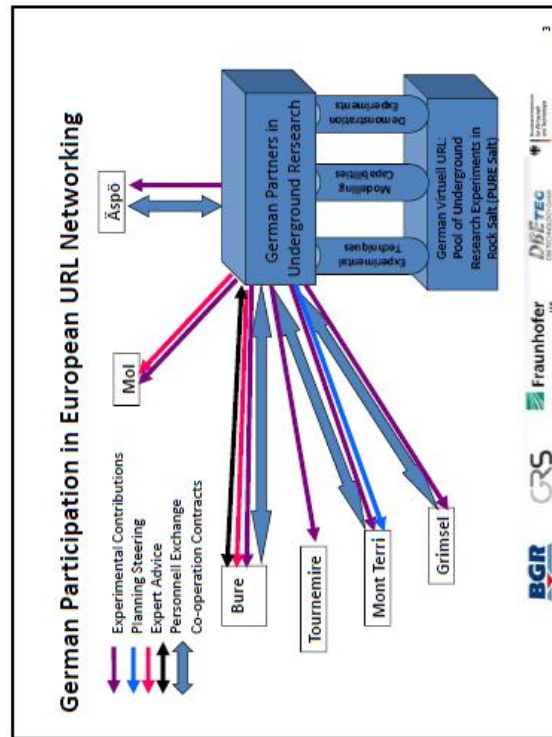 German Participation in European URL Networking
Experimental Contributions
Planning Steering
Expert Advice
Personnell Exchange
Co-operation Contracts
Mol
Äspö
Bure
Tournemire
Mont Terri
Grimsel
German Partners in
Underground Rersearch
Experimental
Techniques
Modelling
Capabilities
Demonstration
Experiments
German Virtuell URL:
Pool of Underground
Research Experiments in
Rock Salt (PURE Salt)
BGR
GRS
Fraunhofer
DBETEC
3